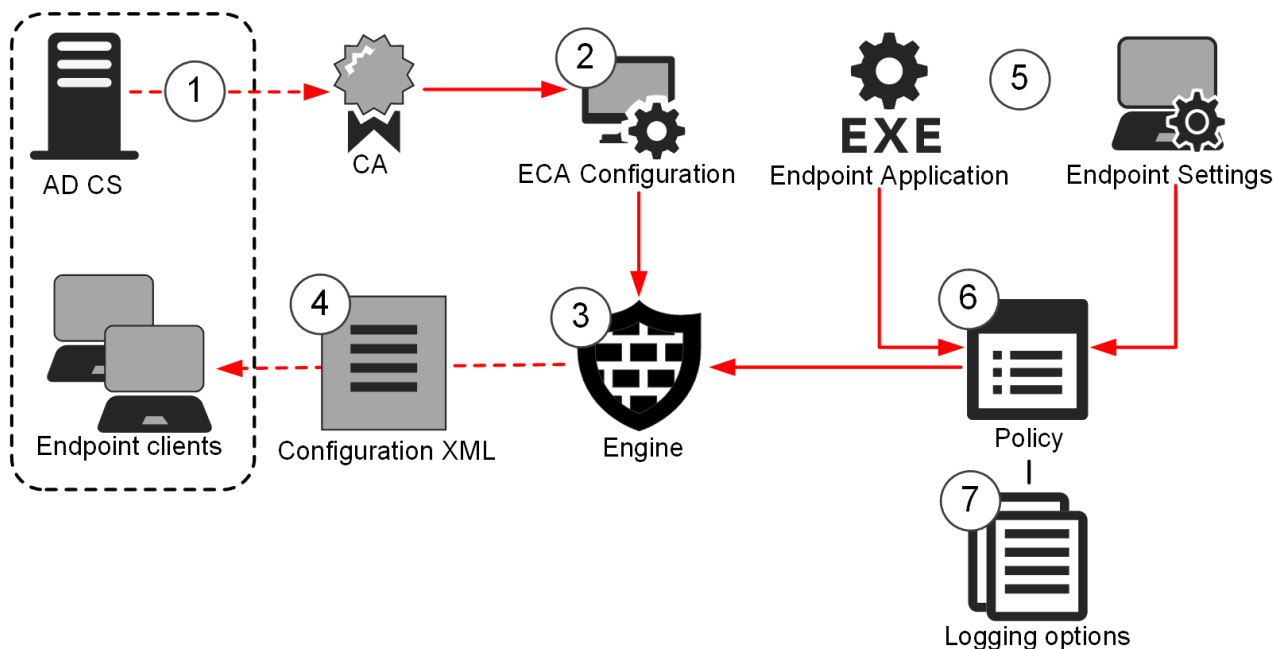 1
2
5
EXE
AD CS
CA
ECA Configuration
Endpoint Application
Endpoint Settings
4
3
6
Endpoint clients
Configuration XML
Engine
Policy
7
Logging options